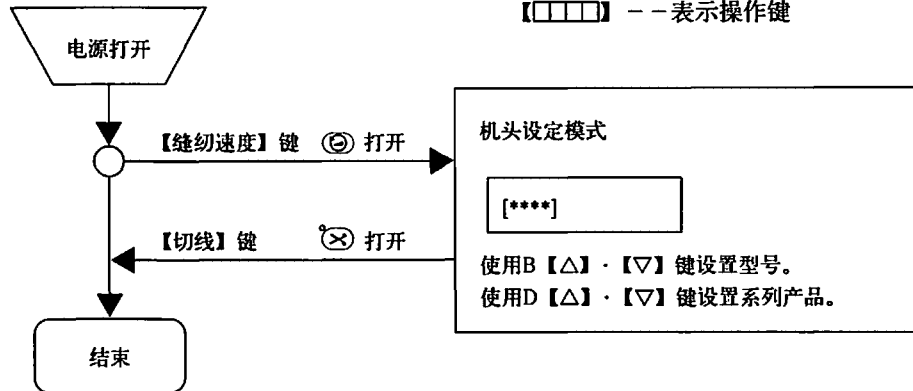 【□□□□】 －－表示操作键
电源打开
【缝纫速度】键 打开
机头设定模式
[****]
【切线】键 打开
使用B【△】·【▽】键设置型号。
使用D【△】·【▽】键设置系列产品。
结束